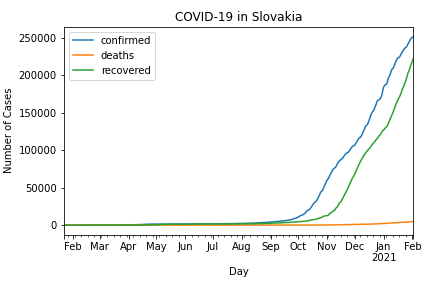 COVID-19 in Slovakia
confirmed
deaths
recovered
Number of Cases
250000
200000
150000
100000
50000
0
Feb Mar Apr May Jun Jul Aug Sep Oct Nov Dec Jan Feb
2021
Day